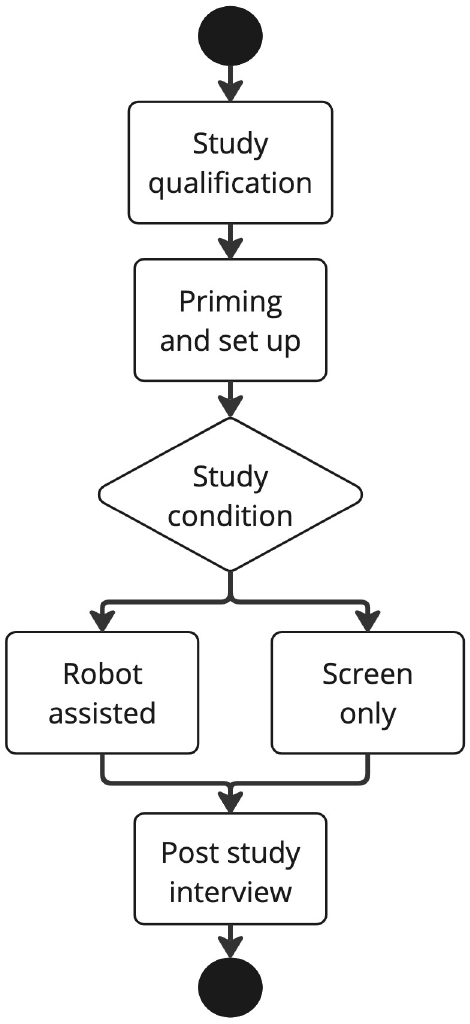 Study
qualification
Priming
and set up
Study
condition
Robot
assisted
Screen
only
Post study
interview